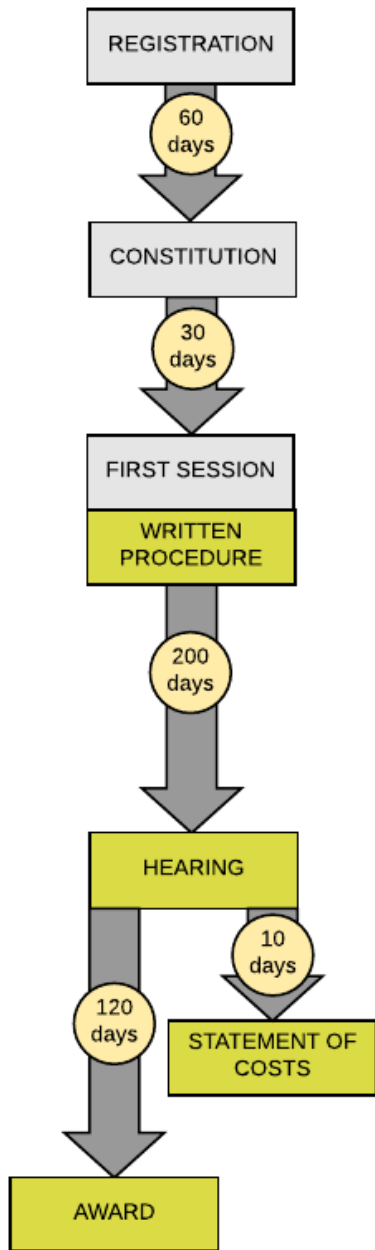 REGISTRATION
60
days
CONSTITUTION
30
days
FIRST SESSION
WRITTEN
PROCEDURE
200
days
HEARING
10
days
120
days
STATEMENT OF
COSTS
AWARD